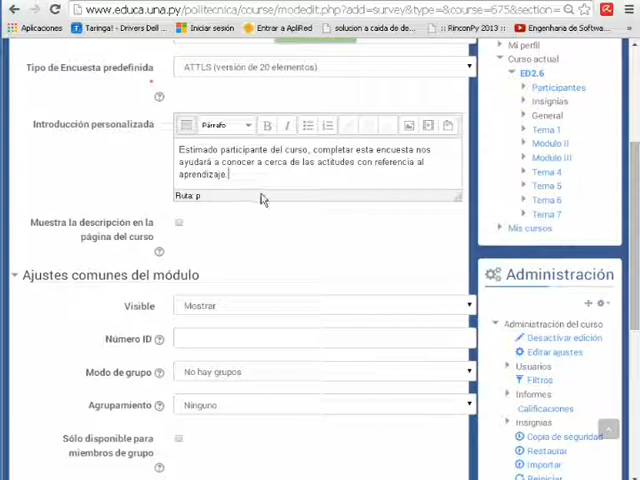 www.educa.una.py/politecnica/course/modedit.php?add=survey&type=&course=675&section=
Aplicaciones
Taringa! - Drivers Dell ...
Iniciar sesión
solucion a caida de de...
Entrar a ApliRed
:: RinconPy 2013 ::
Engenharia de Softwa...
Tipo de Encuesta predefinida
ATTLS (versión de 20 elementos)
*
Introducción personalizada
Párrafo
B I
Estimado participante del curso, completar esta encuesta nos
ayudará a conocer a cerca de las actitudes con referencia al
aprendizaje.
Ruta: p
Muestra la descripción en la
página del curso
Ajustes comunes del módulo
Visible
Mostrar
Número ID
Modo de grupo
No hay grupos
Agrupamiento
Ninguno
Sólo disponible para
miembros de grupo
Mi perfil
Curso actual
ED2.6
Participantes
Insignias
General
Tema 1
Módulo II
Modulo III
Tema 4
Tema 5
Tema 6
Tema 7
Mis cursos
Administración
Administración del curso
Desactivar edición
Editar ajustes
Usuarios
Filtros
Informes
Calificaciones
Insignias
Copia de seguridad
Restaurar
Importar
Reiniciar